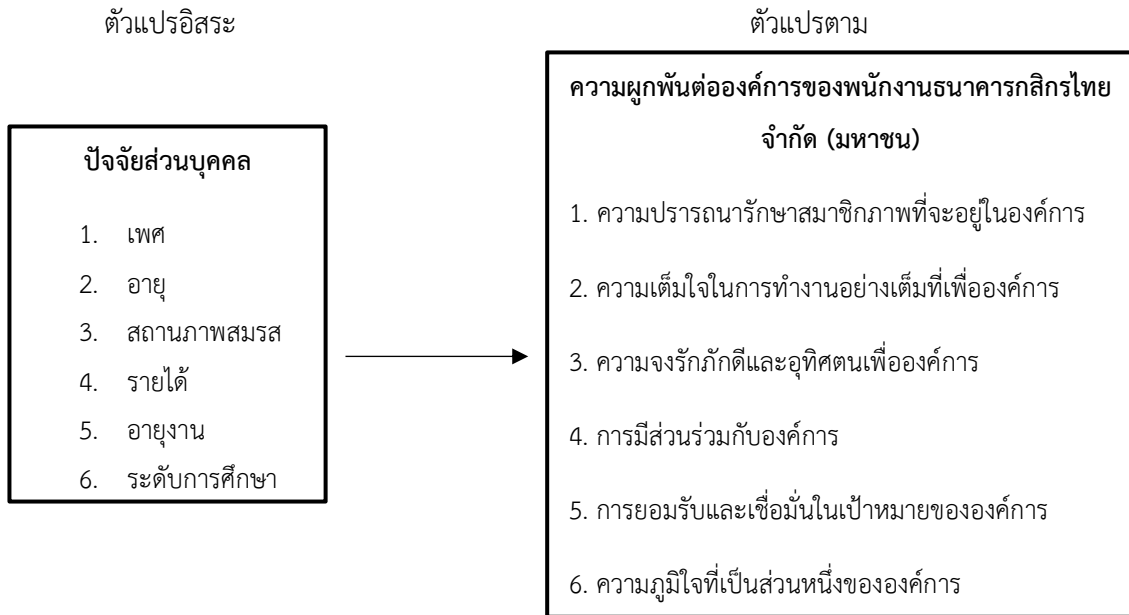 ตัวแปรอิสระ
ตัวแปรตาม
ปัจจัยส่วนบุคคล
1. เพศ
2. อายุ
3. สถานภาพสมรส
4. รายได้
5. อายุงาน
6. ระดับการศึกษา
ความผูกพันต่อองค์การของพนักงานธนาคารกสิกรไทย
จำกัด (มหาชน)
1. ความปรารถนารักษาสมาชิกภาพที่จะอยู่ในองค์การ
2. ความเต็มใจในการทำงานอย่างเต็มที่เพื่อองค์การ
3. ความจงรักภักดีและอุทิศตนเพื่อองค์การ
4. การมีส่วนร่วมกับองค์การ
5. การยอมรับและเชื่อมั่นในเป้าหมายขององค์การ
6. ความภูมิใจที่เป็นส่วนหนึ่งขององค์การ